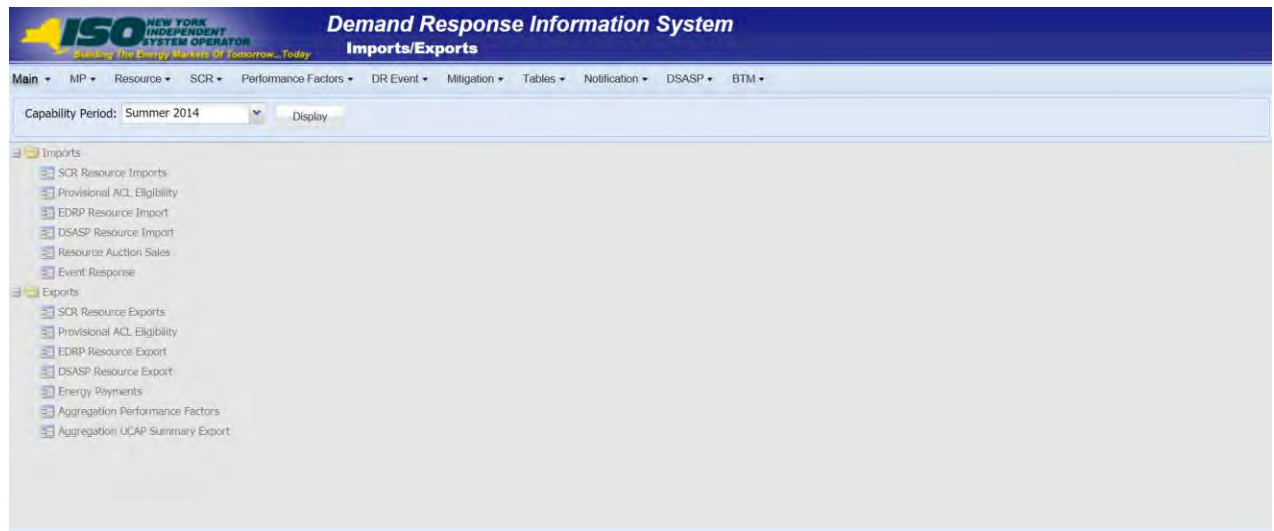 NEW YORK
INDEPENDENT
SYSTEM OPERATOR
ISO
Building The Energy Markets Of Tomorrow...Today
Demand Response Information System
Imports/Exports
Main MP Resource SCR Performance Factors DR Event Mitigation Tables Notification DSASP BTM
Capability Period: Summer 2014 Display
Imports
SCR Resource Imports
Provisional ACL Eligibility
EDRP Resource Import
DSASP Resource Import
Resource Auction Sales
Event Response
Exports
SCR Resource Exports
Provisional ACL Eligibility
EDRP Resource Export
DSASP Resource Export
Energy Payments
Aggregation Performance Factors
Aggregation UCAP Summary Export